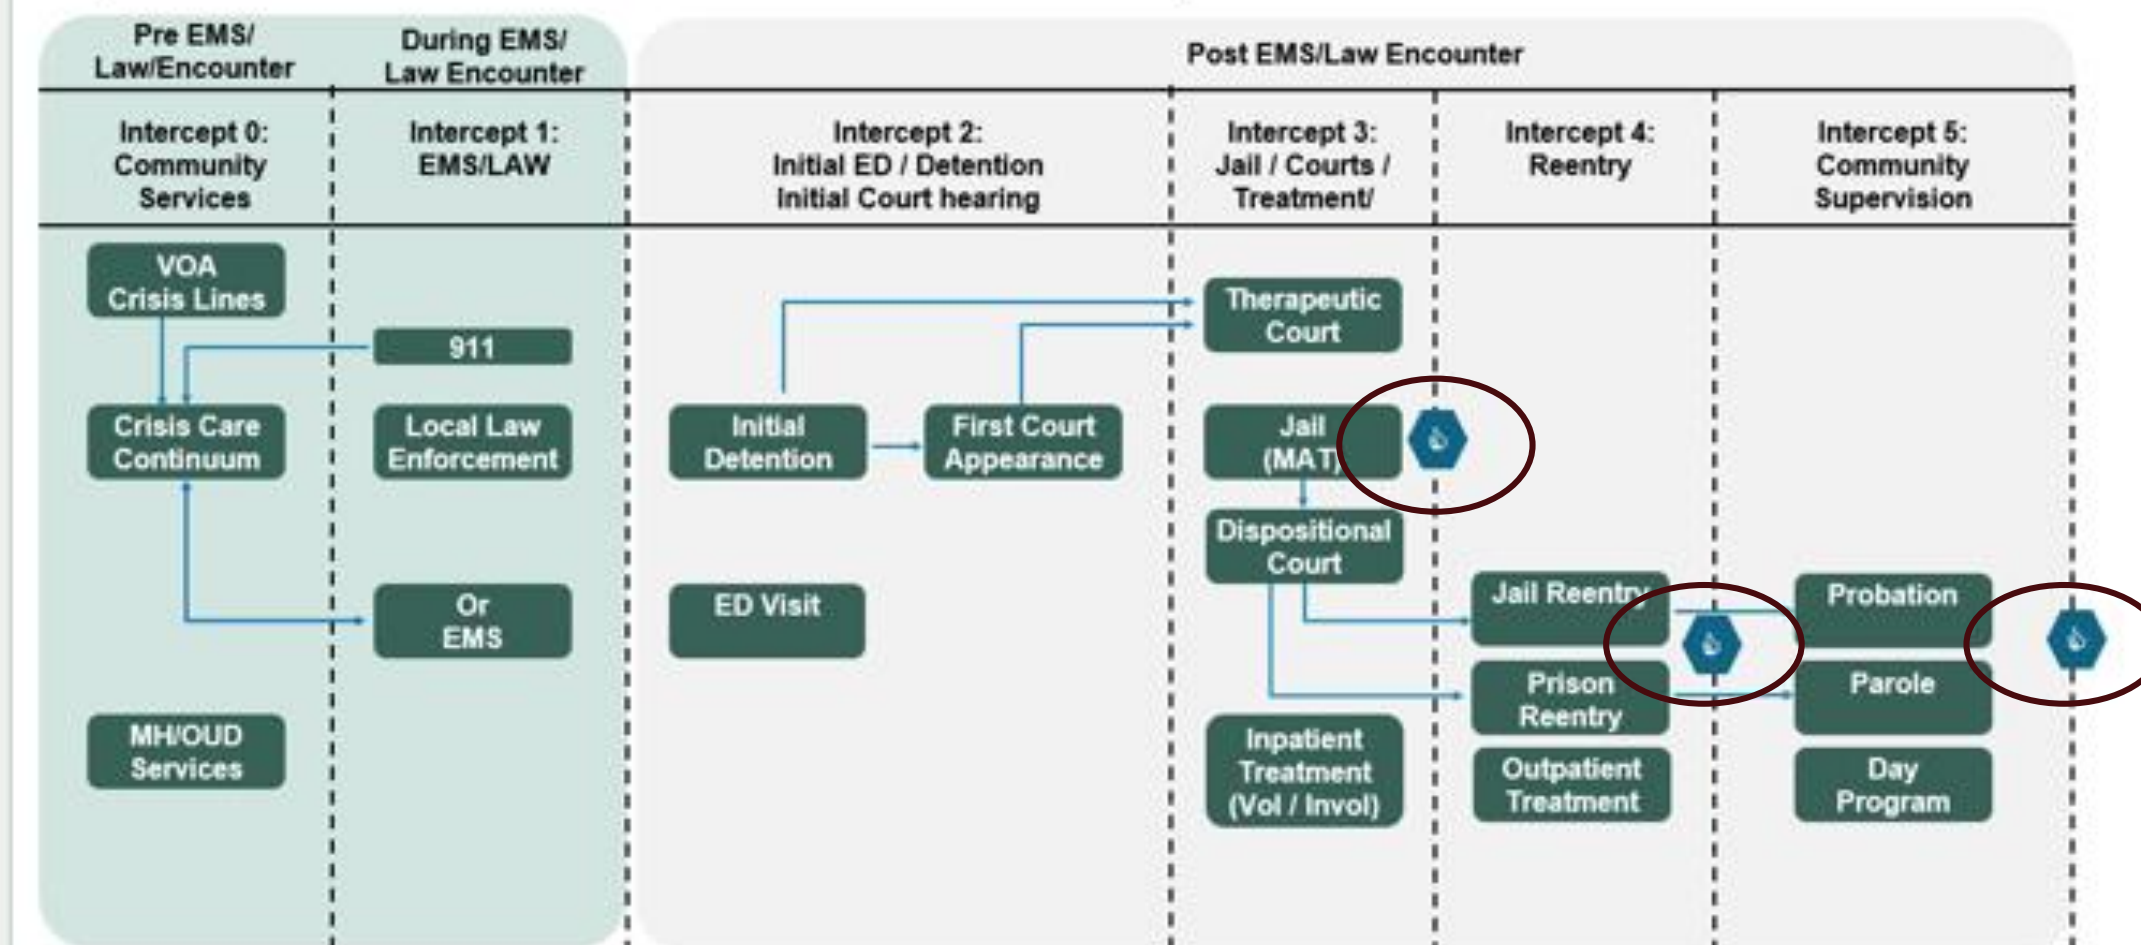 Pre EMS/
Law/Encounter
During EMS/
Law Encounter
Post EMS/Law Encounter
Intercept 0:
Community
Services
Intercept 1:
EMS/LAW
Intercept 2:
Initial ED / Detention
Initial Court hearing
Intercept 3:
Jail / Courts /
Treatment/
Intercept 4:
Reentry
Intercept 5:
Community
Supervision
VOA
Crisis Lines
Crisis Care
Continuum
MH/OUD
Services
911
Local Law
Enforcement
Or
EMS
Initial
Detention
First Court
Appearance
ED Visit
Therapeutic
Court
Jail
(MAT)
Dispositional
Court
Inpatient
Treatment
(Vol / Invol)
Jail Reentry
Prison
Reentry
Outpatient
Treatment
Probation
Parole
Day
Program